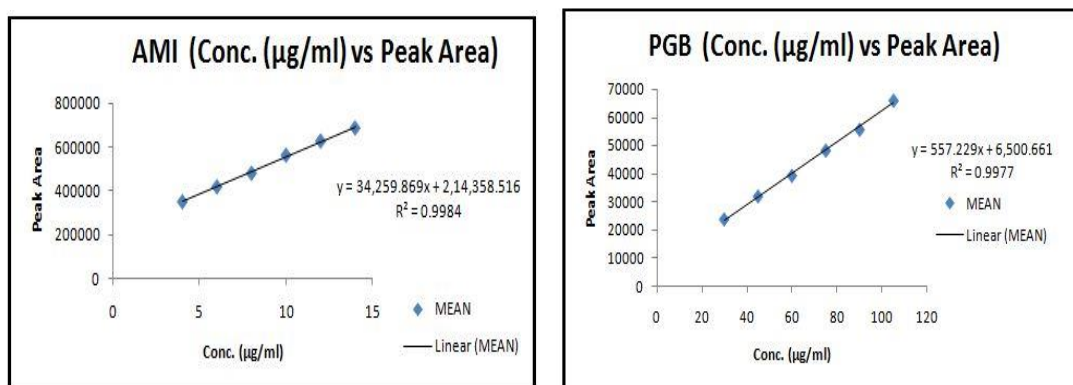 AMI (Conc. (µg/ml) vs Peak Area)
800000
600000
400000
200000
0
Peak Area
y = 34,259.869x + 2,14,358.516
R² = 0.9984
0 5 10 15
MEAN
Linear (MEAN)
Conc. (µg/ml)
PGB (Conc. (µg/ml) vs Peak Area)
70000
60000
50000
40000
30000
20000
10000
0
Peak Area
y = 557.229x + 6,500.661
R² = 0.9977
MEAN
Linear (MEAN)
0 20 40 60 80 100 120
Conc. (µg/ml)